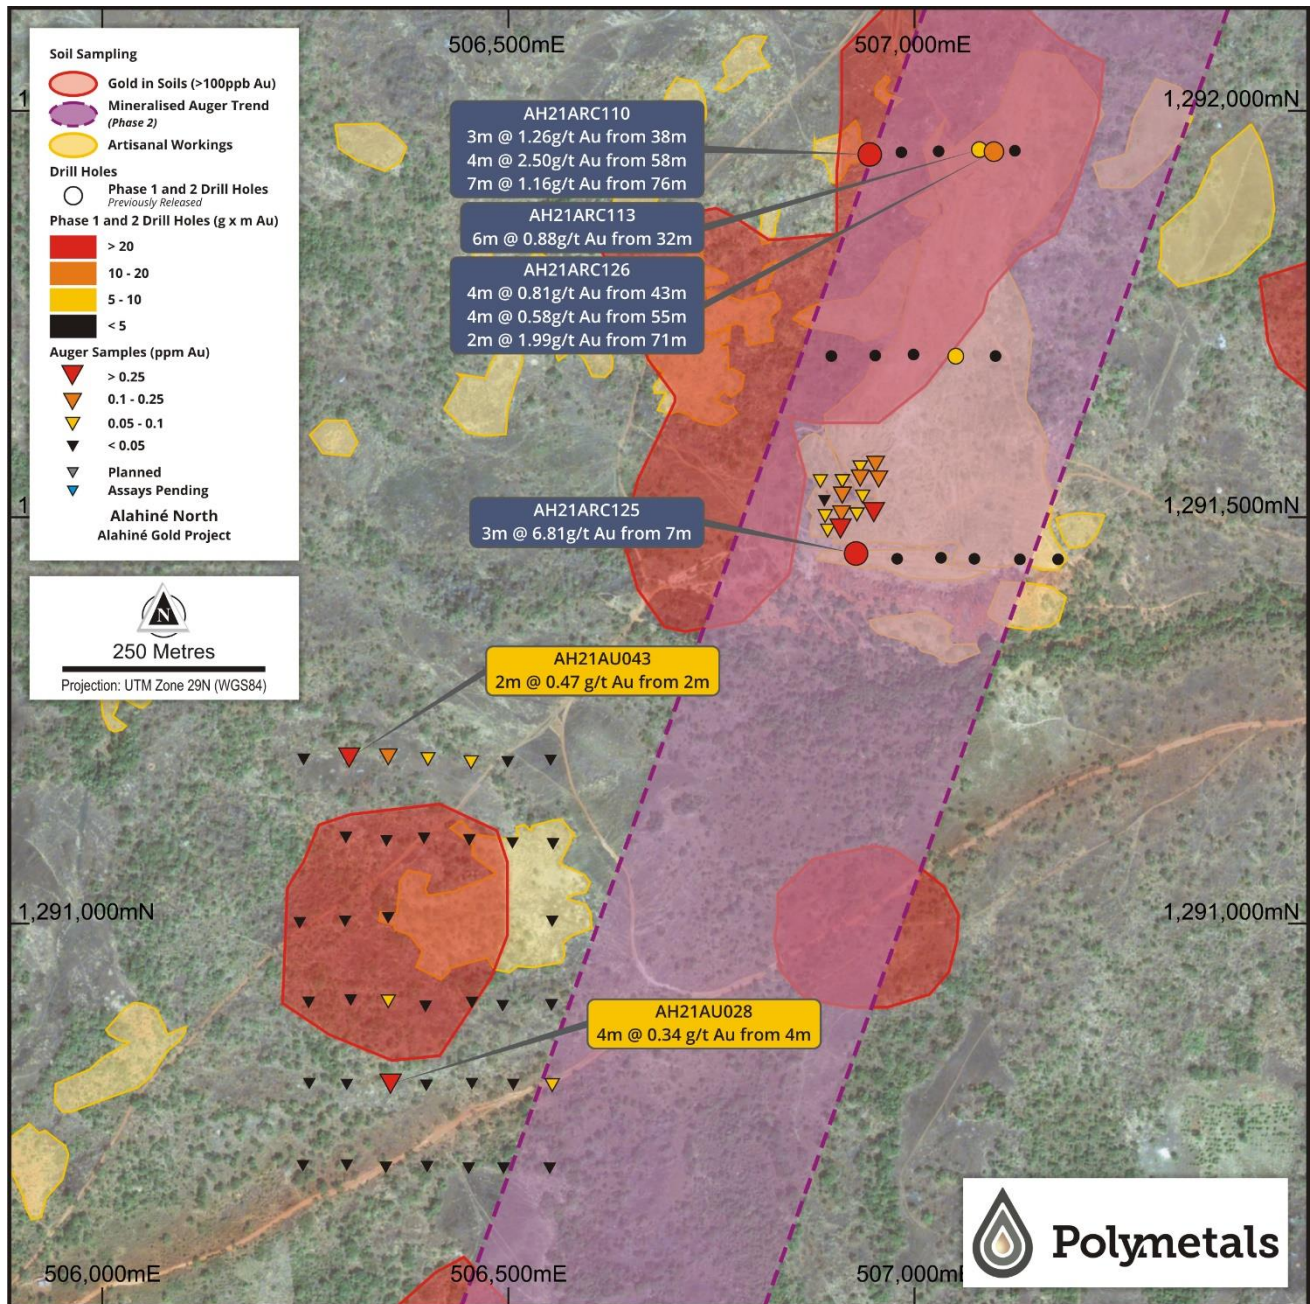 506,500mE
507,000mE
Soil Sampling
Gold in Soils (>100ppb Au)
Mineralised Auger Trend
(Phase 2)
Artisanal Workings
Drill Holes
Phase 1 and 2 Drill Holes
Previously Released
Phase 1 and 2 Drill Holes (g x m Au)
> 20
10 - 20
5 - 10
< 5
Auger Samples (ppm Au)
> 0.25
0.1 - 0.25
0.05 - 0.1
< 0.05
Planned
Assays Pending
Alahiné North
Alahiné Gold Project
N
250 Metres
Projection: UTM Zone 29N (WGS84)
1,292,000mN
AH21ARC110
3m @ 1.26g/t Au from 38m
4m @ 2.50g/t Au from 58m
7m @ 1.16g/t Au from 76m
AH21ARC113
6m @ 0.88g/t Au from 32m
AH21ARC126
4m @ 0.81g/t Au from 43m
4m @ 0.58g/t Au from 55m
2m @ 1.99g/t Au from 71m
1,291,500mN
AH21ARC125
3m @ 6.81g/t Au from 7m
AH21AU043
2m @ 0.47 g/t Au from 2m
1,291,000mN
1,291,000mN
AH21AU028
4m @ 0.34 g/t Au from 4m
Polymetals
506,000mE
506,500mE
507,000mE